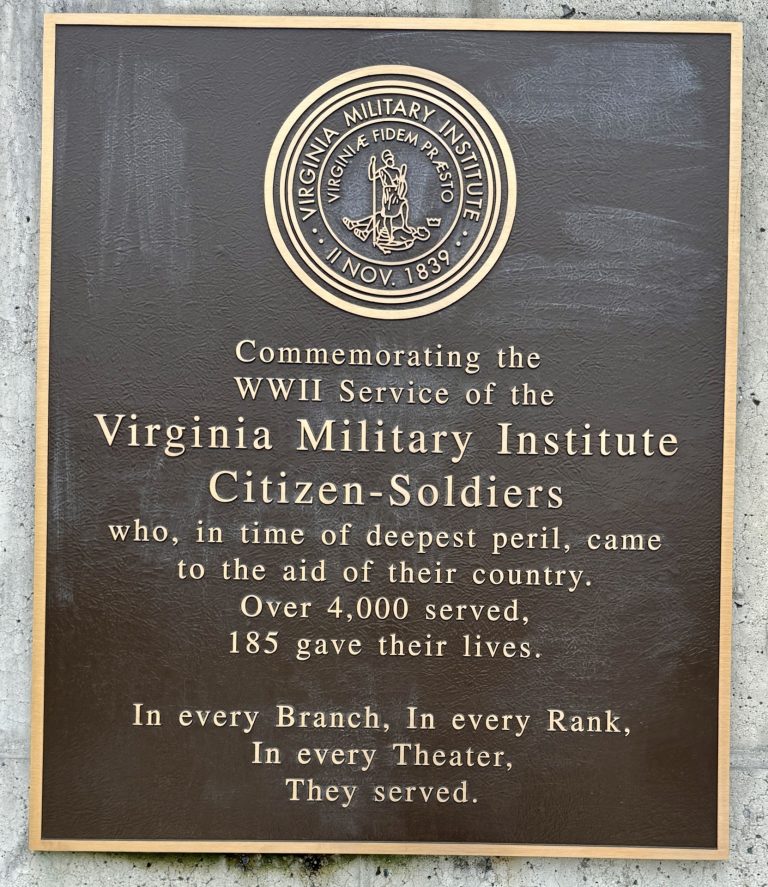 VIRGINIA MILITARY INSTITUTE
VIRGINIÆ FIDEM PRÆSTO
11 NOV. 1839
Commemorating the
WWII Service of the
Virginia Military Institute
Citizen-Soldiers
who, in time of deepest peril, came
to the aid of their country.
Over 4,000 served,
185 gave their lives.
In every Branch, In every Rank,
In every Theater,
They served.